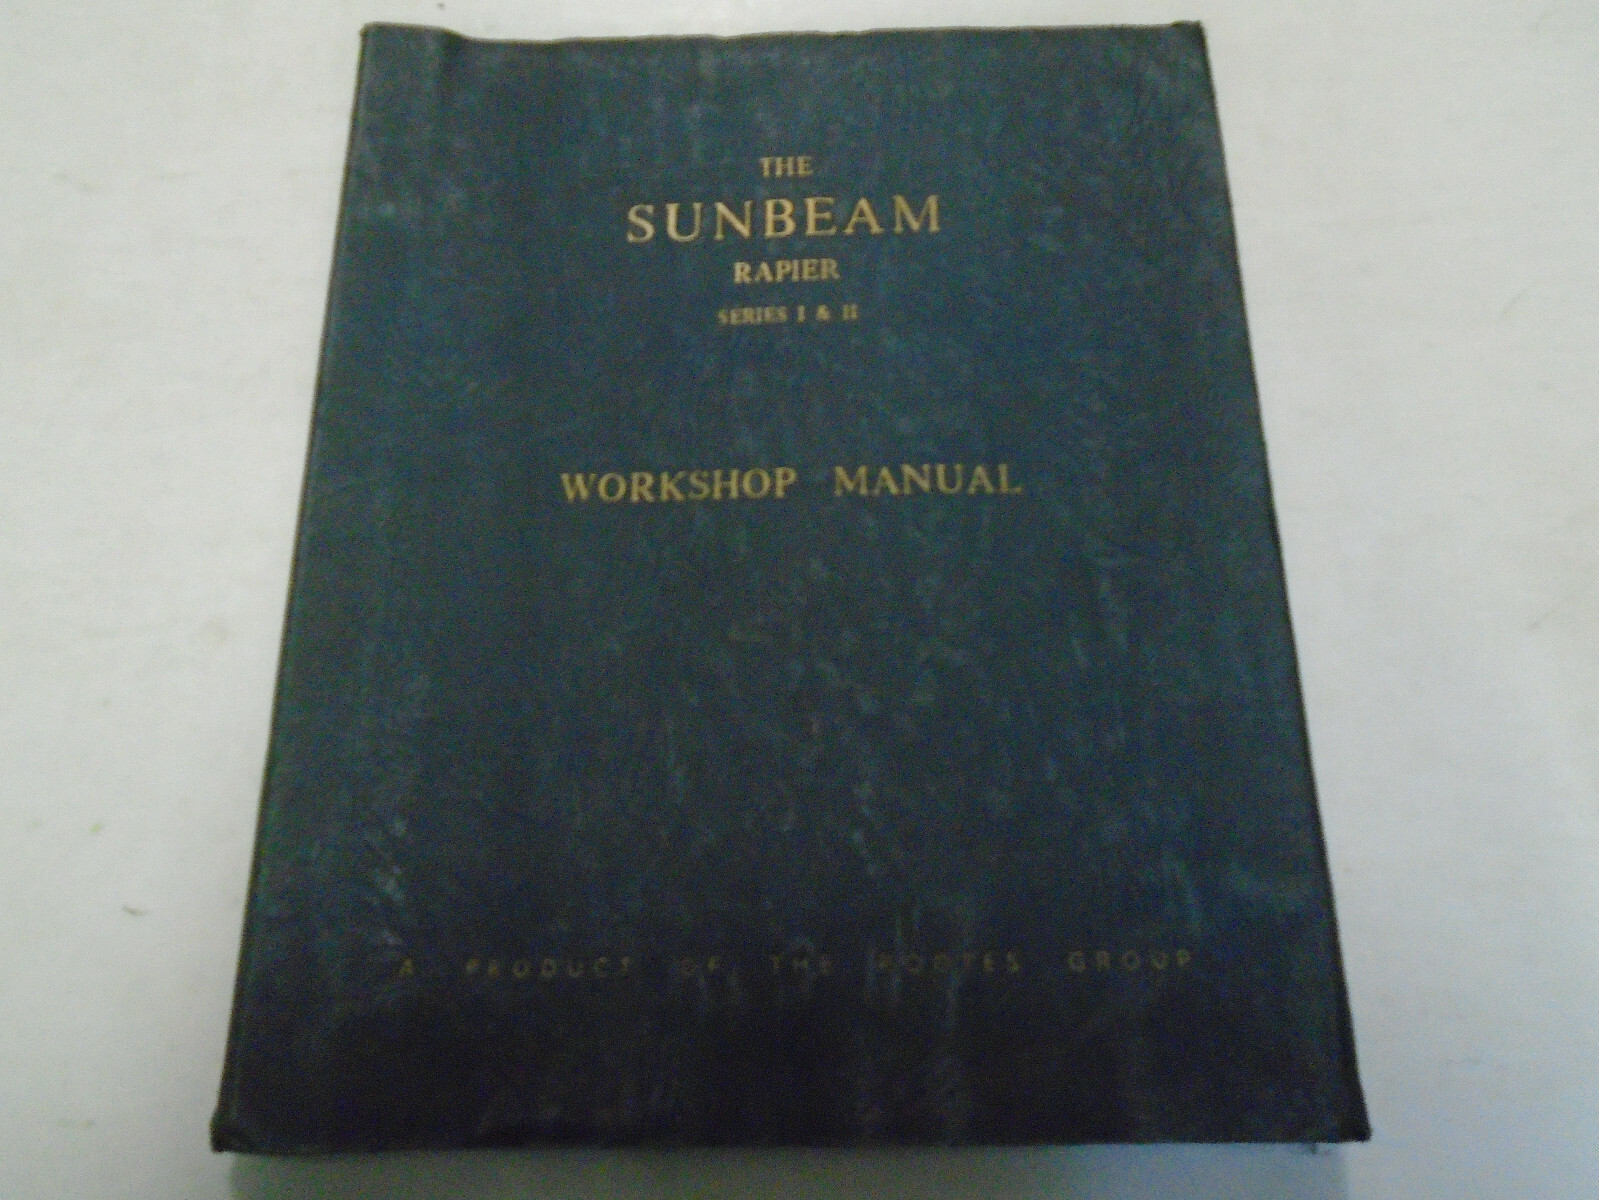 THE
SUNBEAM
RAPIER
SERIES I & II
WORKSHOP MANUAL
A PRODUCT OF THE ROOTES GROUP